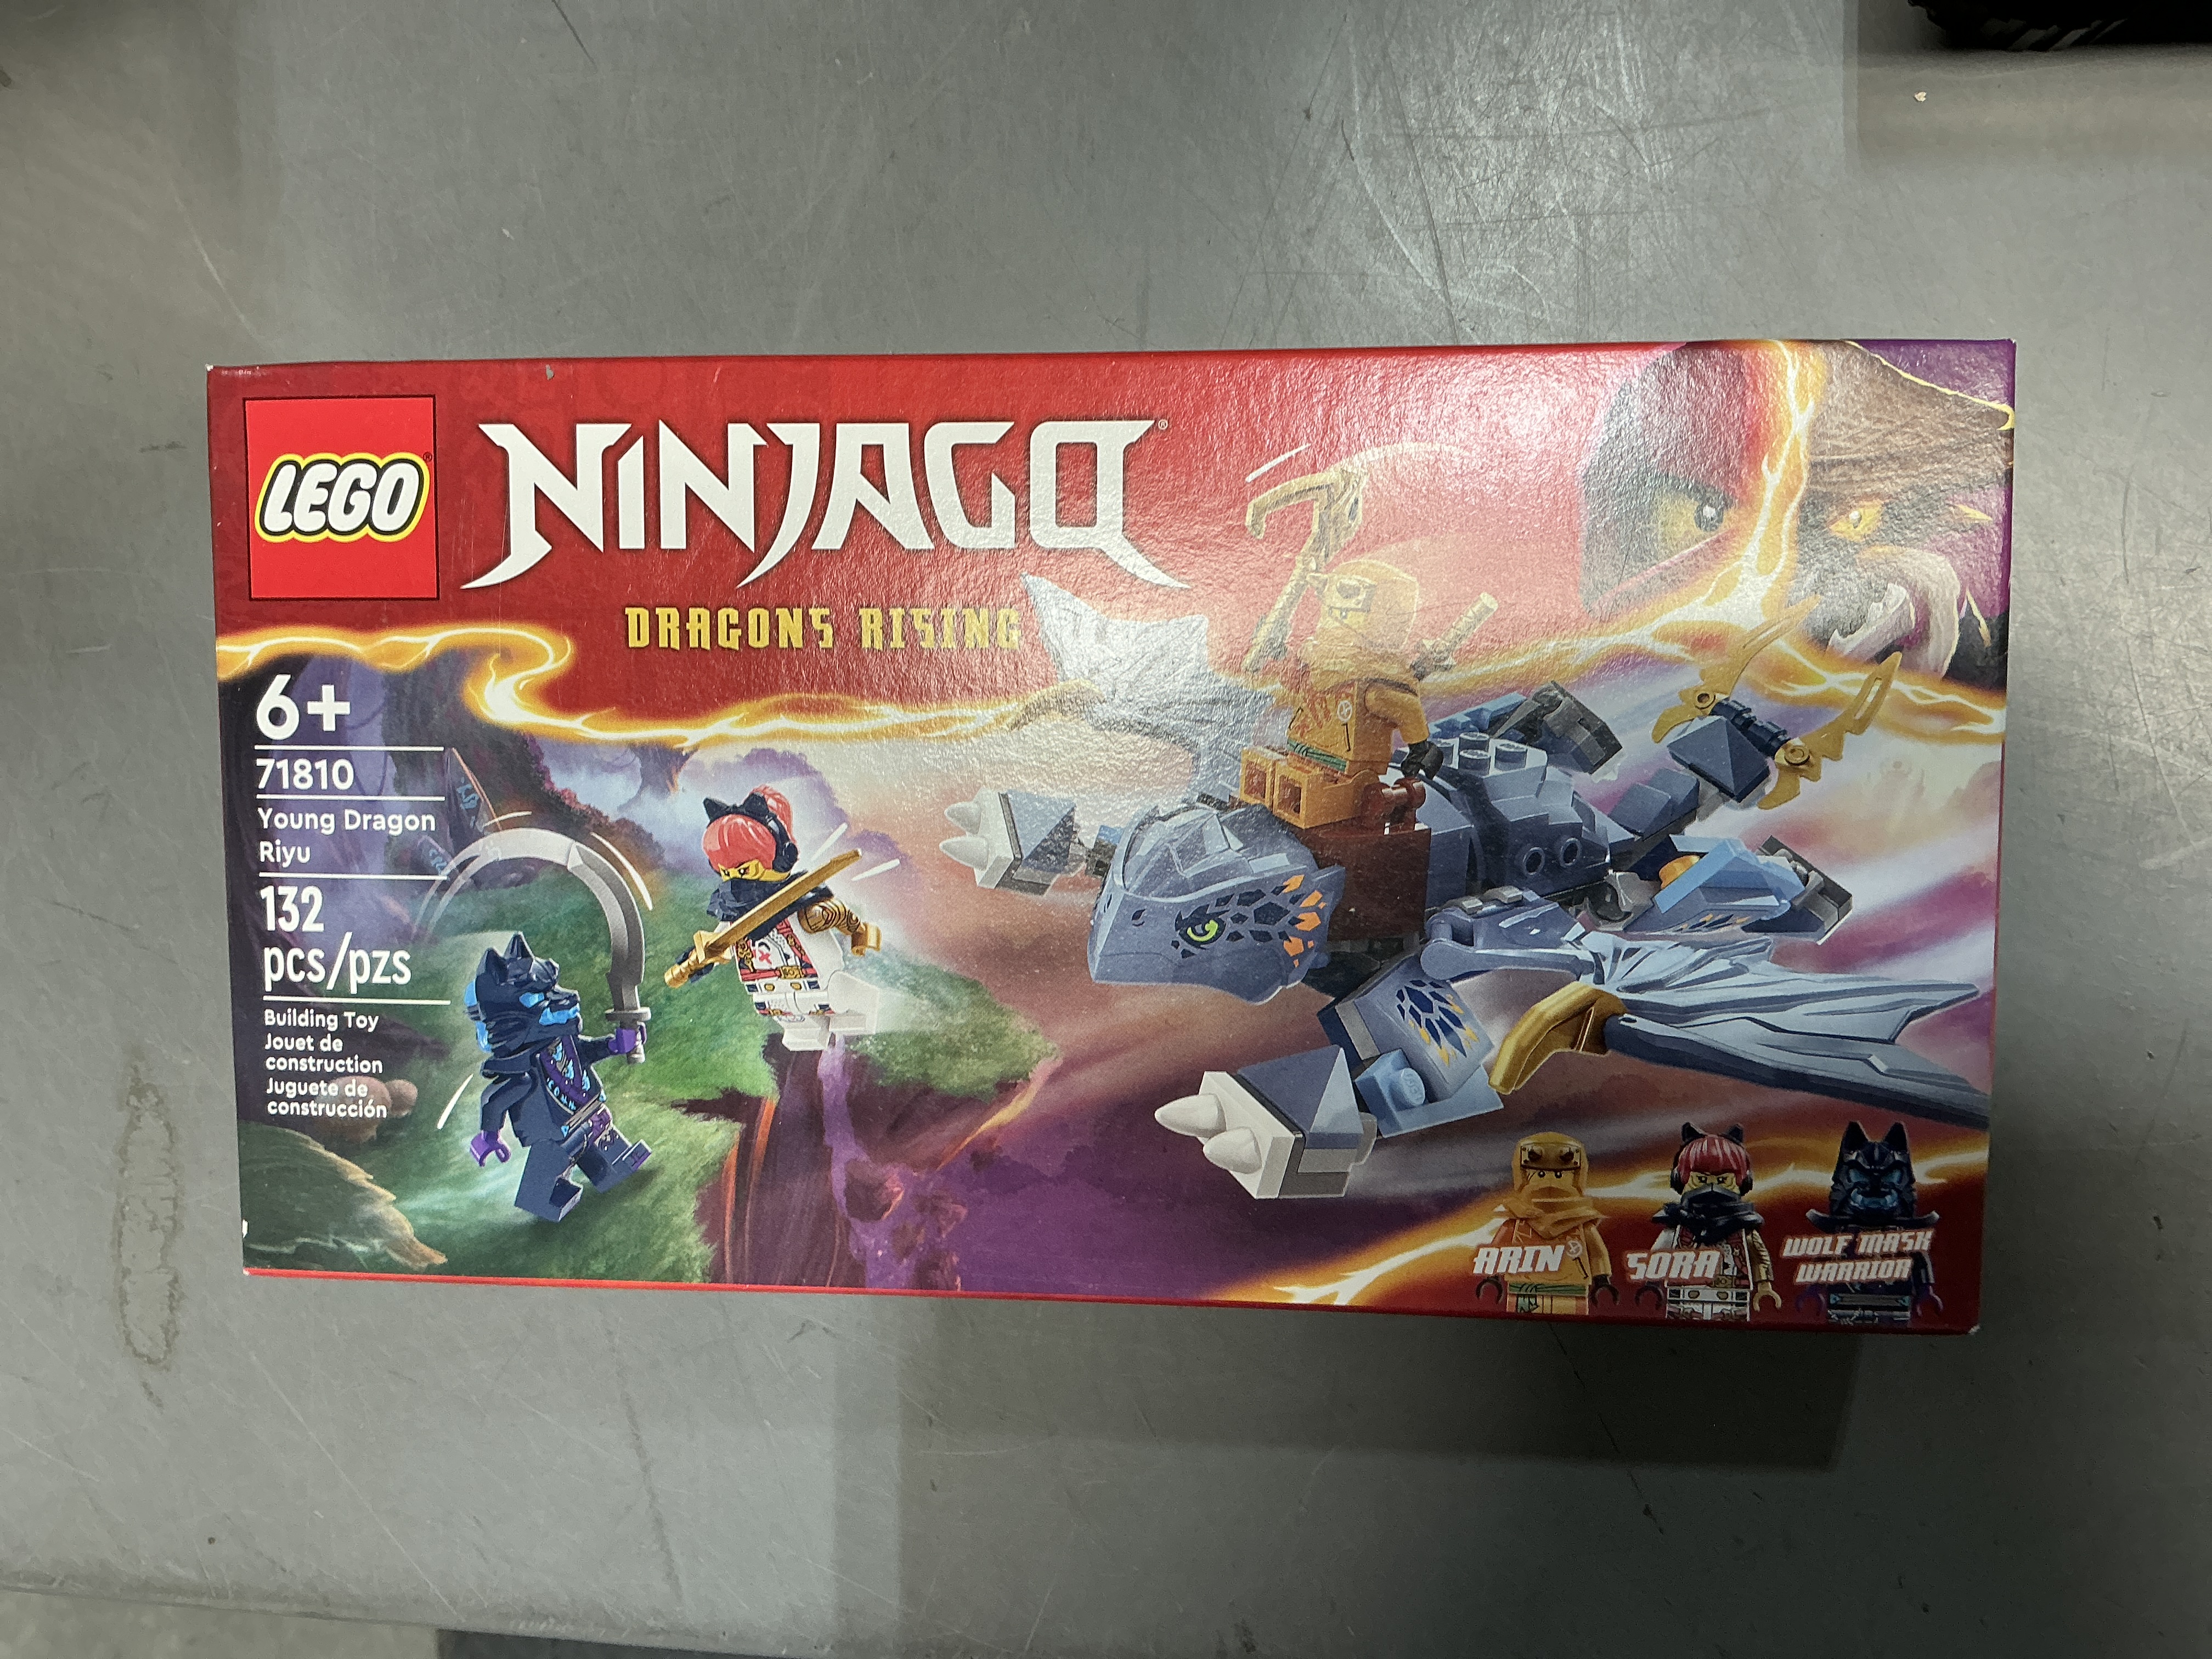 LEGO®
NINJAGO®
DRAGONS RISING
6+
71810
Young Dragon
Riyu
132
pcs/pzs
Building Toy
Jouet de
construction
Juguete de
construcción
ARIN
SORA
WOLF MASK
WARRIOR